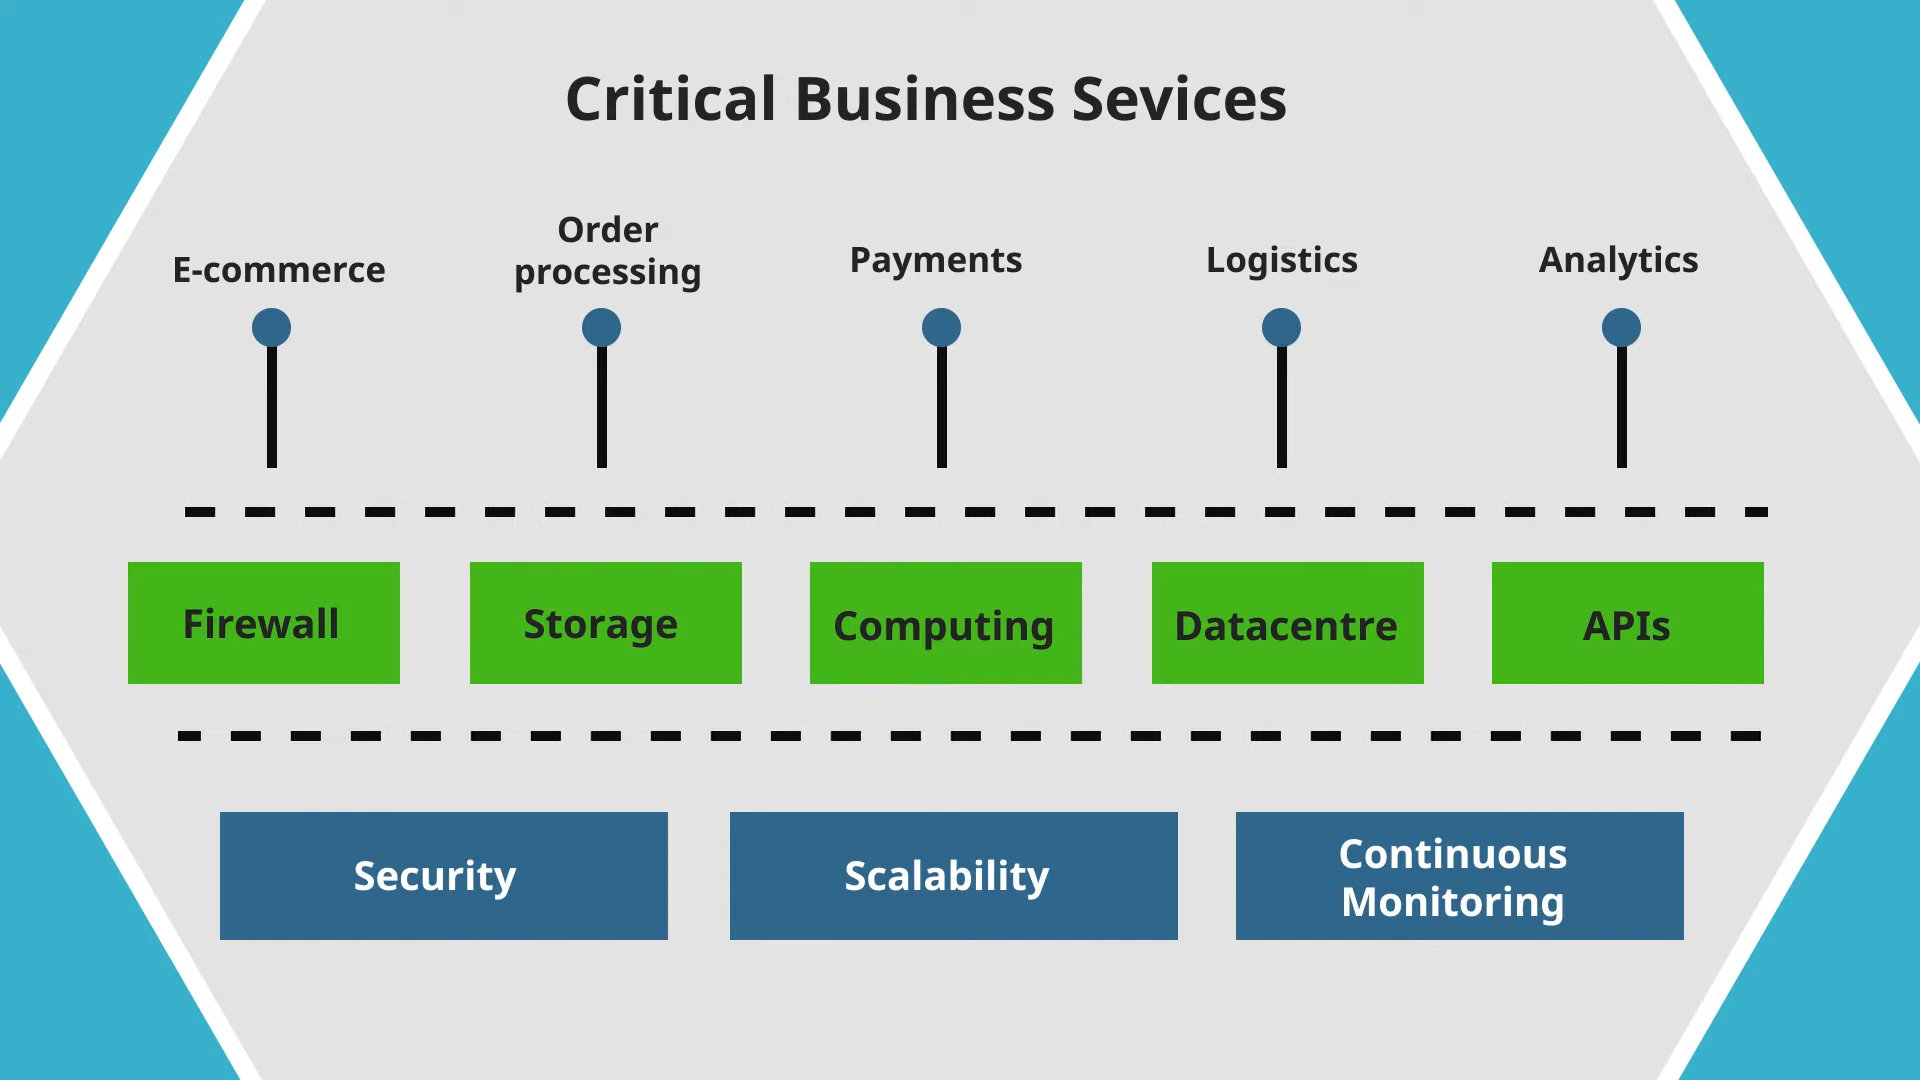 Critical Business Sevices
E-commerce
Order
processing
Payments
Logistics
Analytics
Firewall
Storage
Computing
Datacentre
APIs
Security
Scalability
Continuous
Monitoring